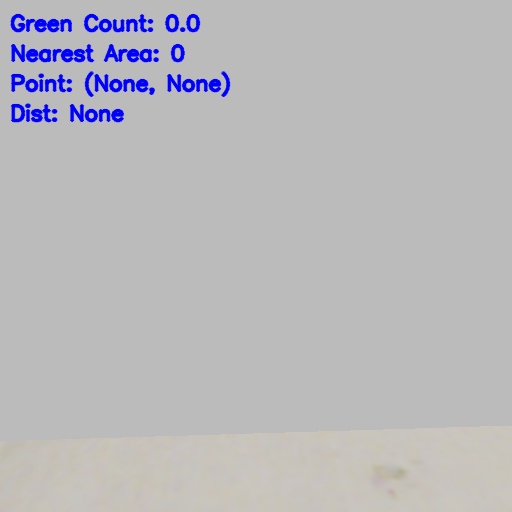 Green Count: 0.0
Nearest Area: 0
Point: (None, None)
Dist: None